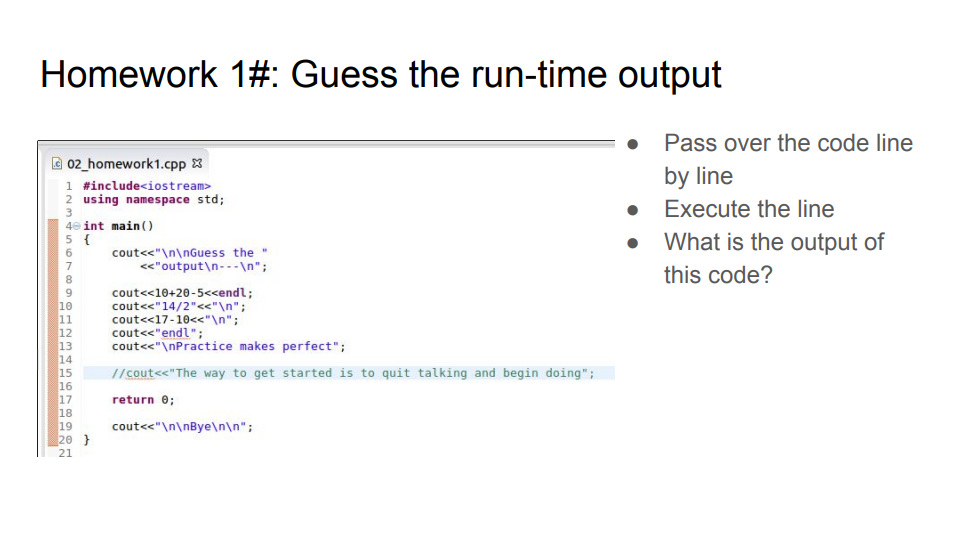 Homework 1#: Guess the run-time output
02_homework1.cpp
1 #include<iostream>
2 using namespace std;
3
4 int main()
5 {
6 cout<<"\n\nGuess the "
7 <<"output\n---\n";
8
9 cout<<10+20-5<<endl;
10 cout<<"14/2"<<"\n";
11 cout<<17-10<<"\n";
12 cout<<"endl";
13 cout<<"\nPractice makes perfect";
14
15 //cout<<"The way to get started is to quit talking and begin doing";
16
17 return 0;
18
19 cout<<"\n\nBye\n\n";
20 }
21
● Pass over the code line
by line
● Execute the line
● What is the output of
this code?